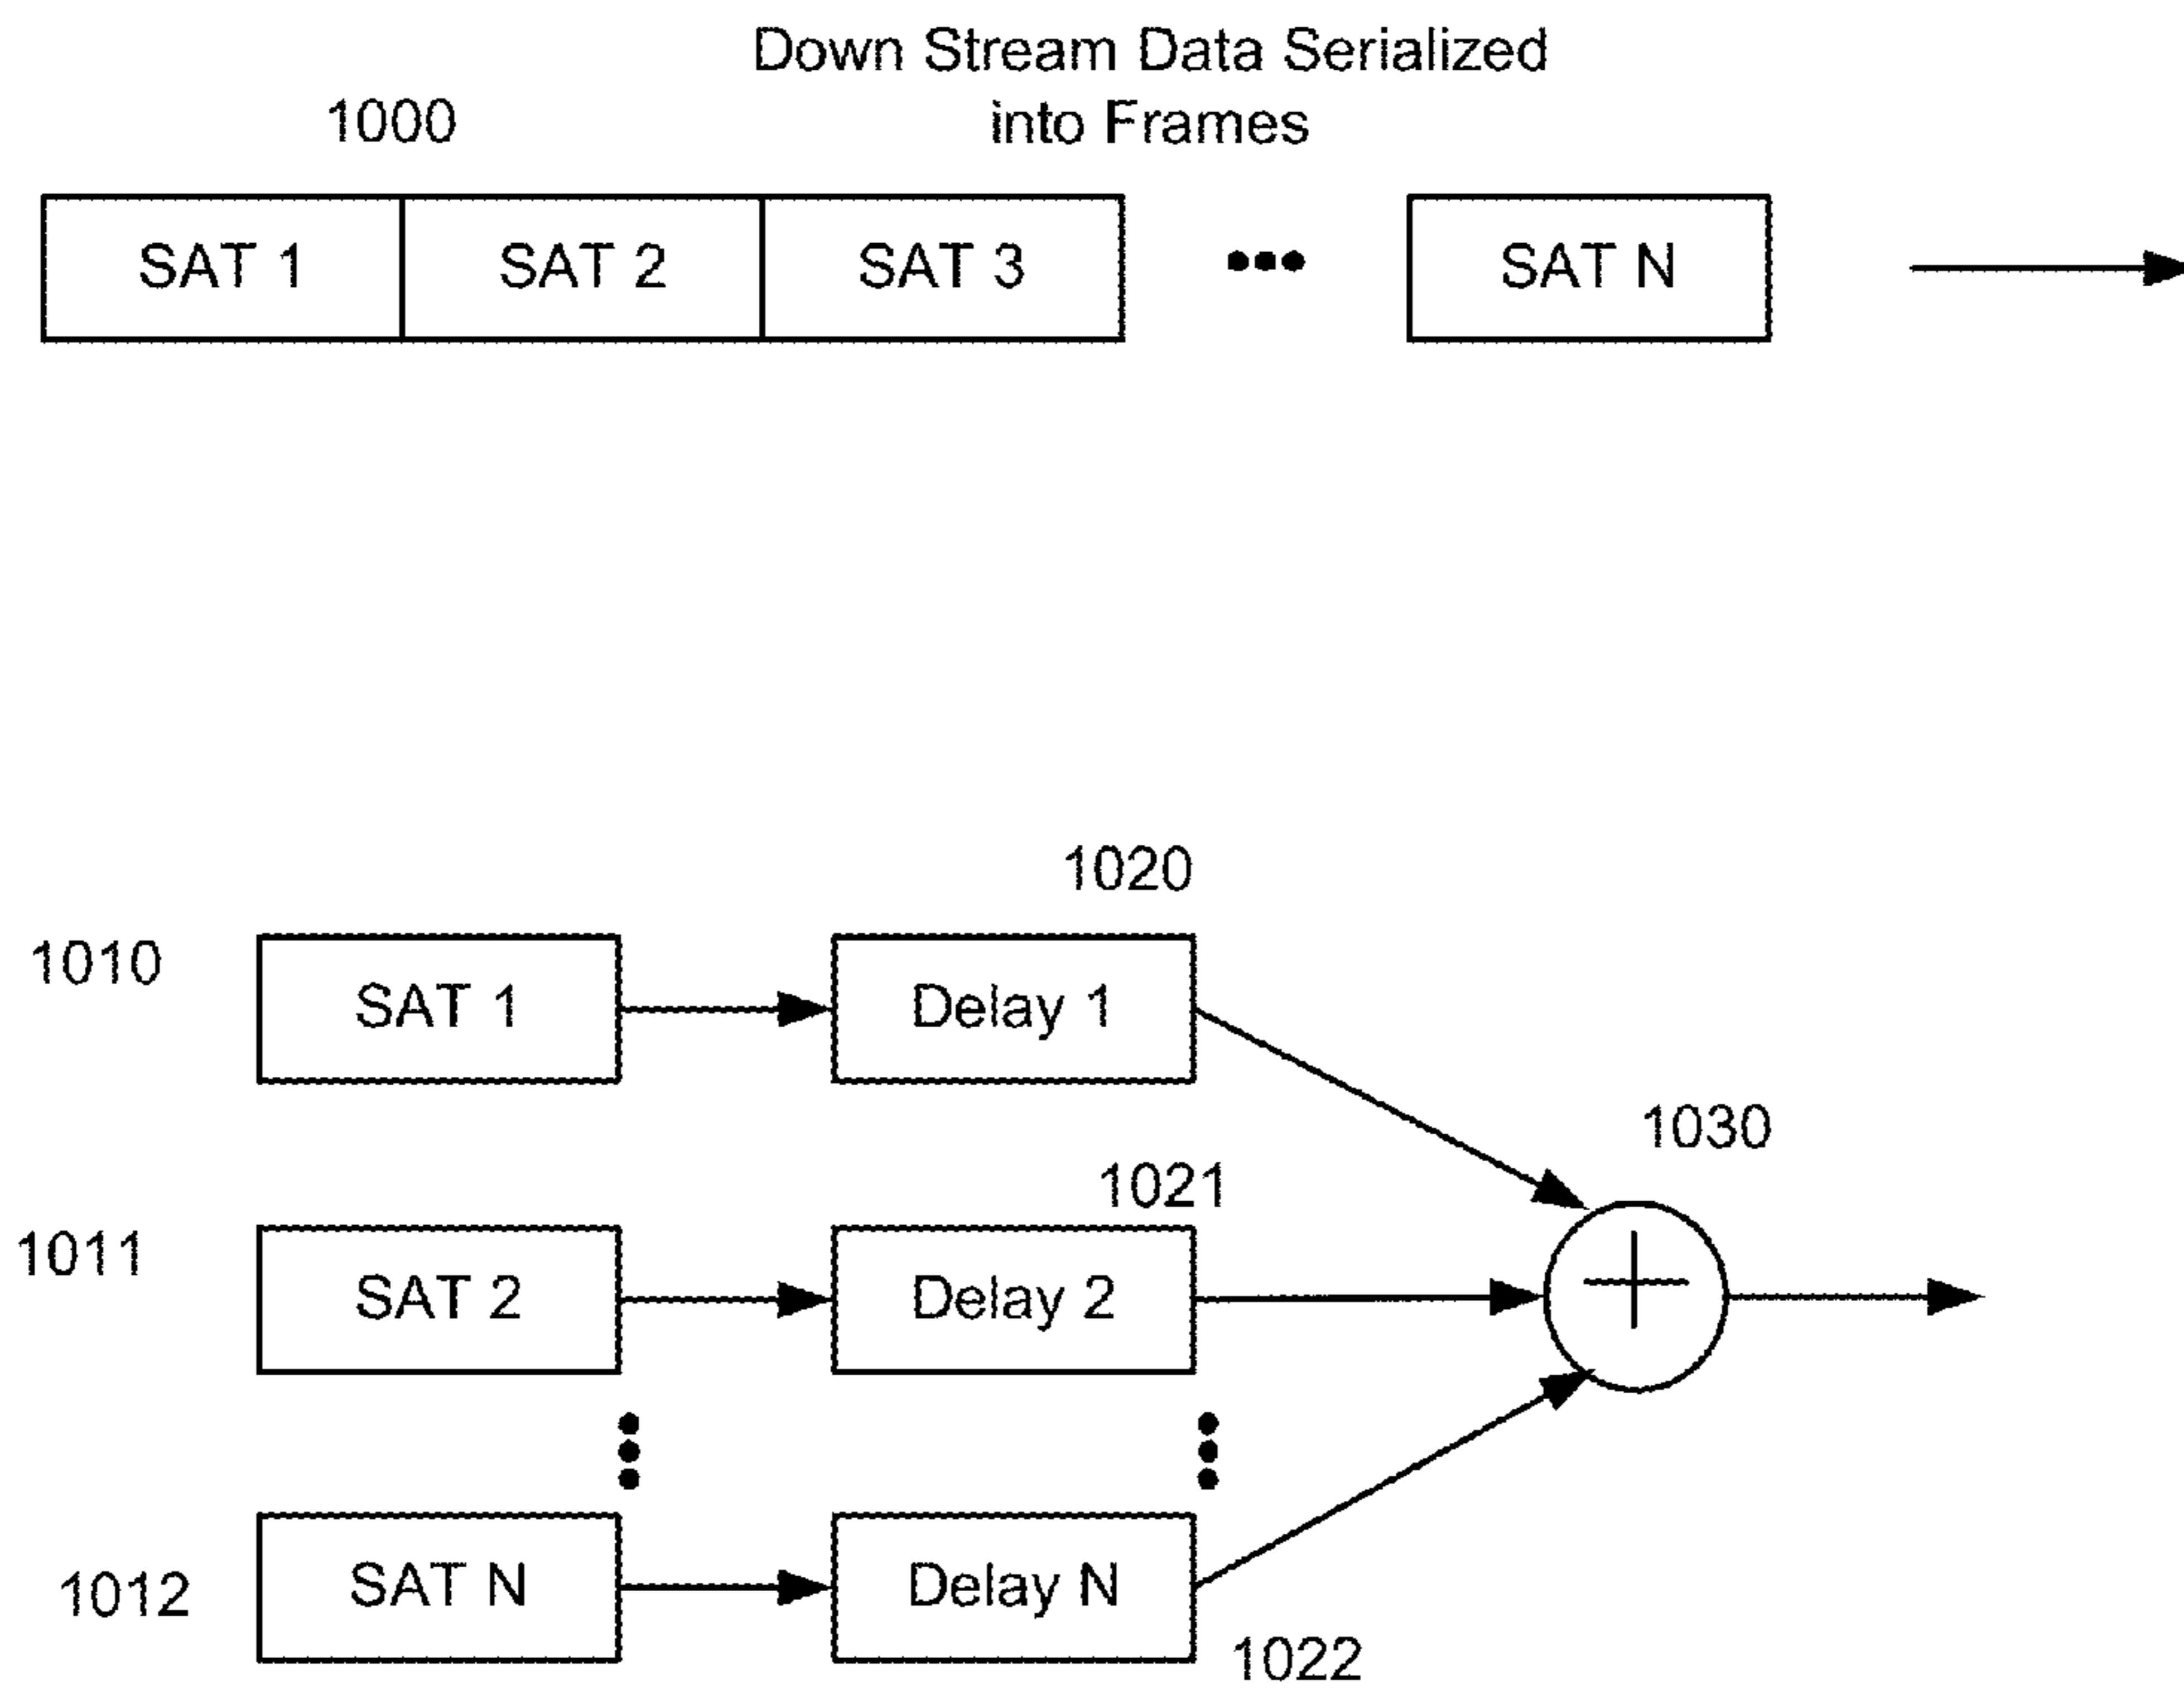 Down Stream Data Serialized
into Frames
1000
SAT 1
SAT 2
SAT 3
SAT N
1020
1010
SAT 1
Delay 1
1030
1021
1011
SAT 2
Delay 2
1012
SAT N
Delay N
1022